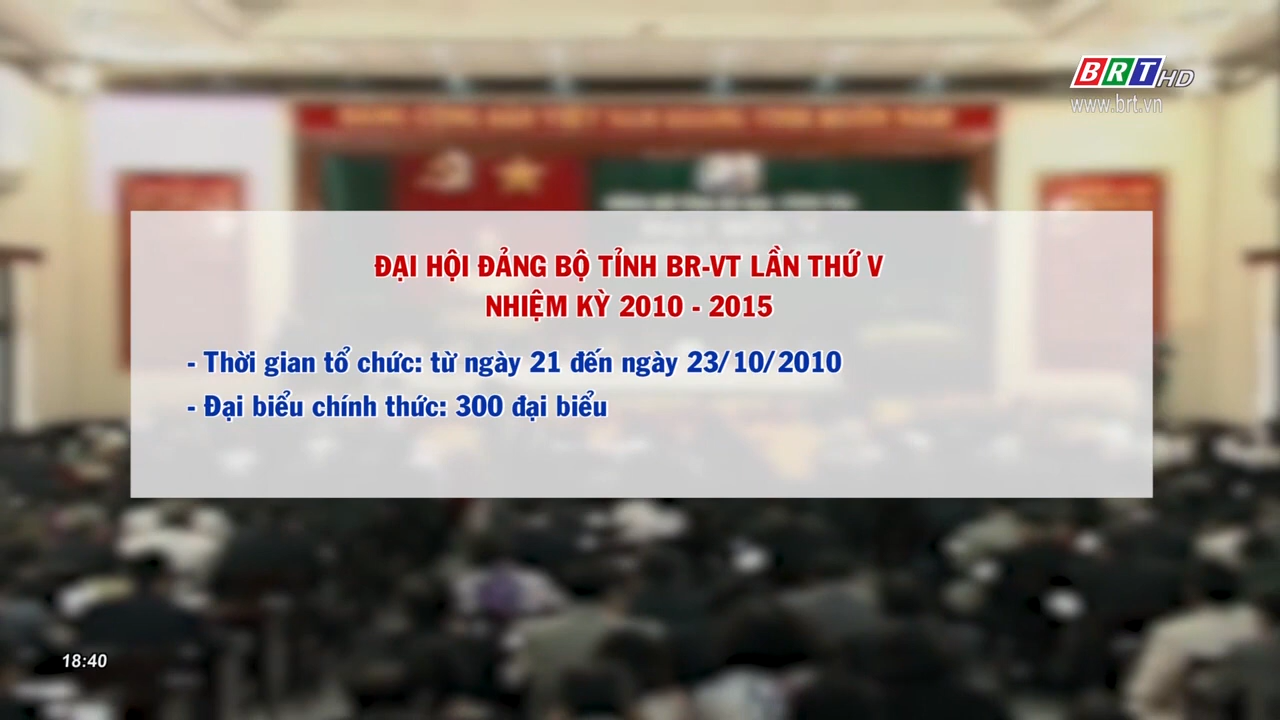 BRT HD
www.brt.vn
ĐẠI HỘI ĐẢNG BỘ TỈNH BR-VT LẦN THỨ V
NHIỆM KỲ 2010 - 2015
- Thời gian tổ chức: từ ngày 21 đến ngày 23/10/2010
- Đại biểu chính thức: 300 đại biểu
18:40